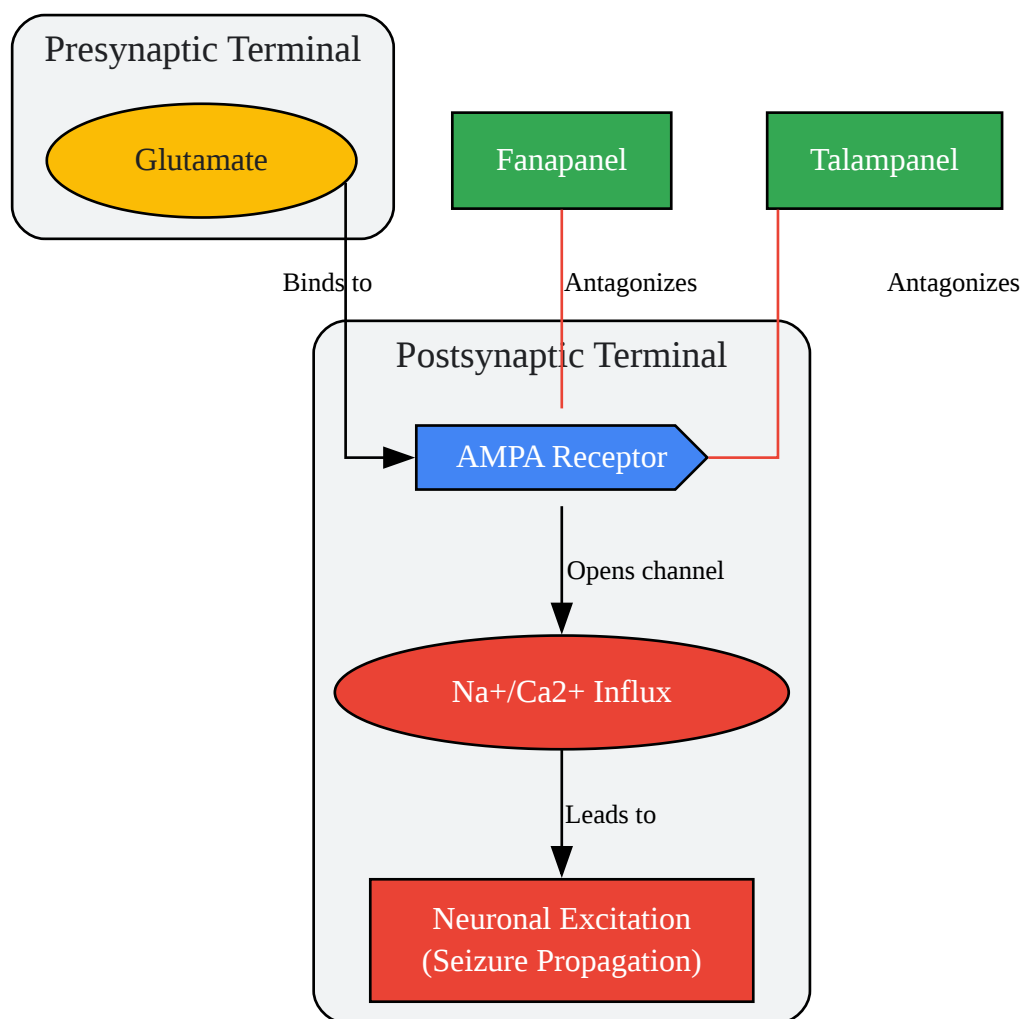 Presynaptic Terminal
Glutamate
Fanapanel
Talampanel
Binds to
Antagonizes
Antagonizes
Postsynaptic Terminal
AMPA Receptor
Opens channel
Na+/Ca2+ Influx
Leads to
Neuronal Excitation
(Seizure Propagation)